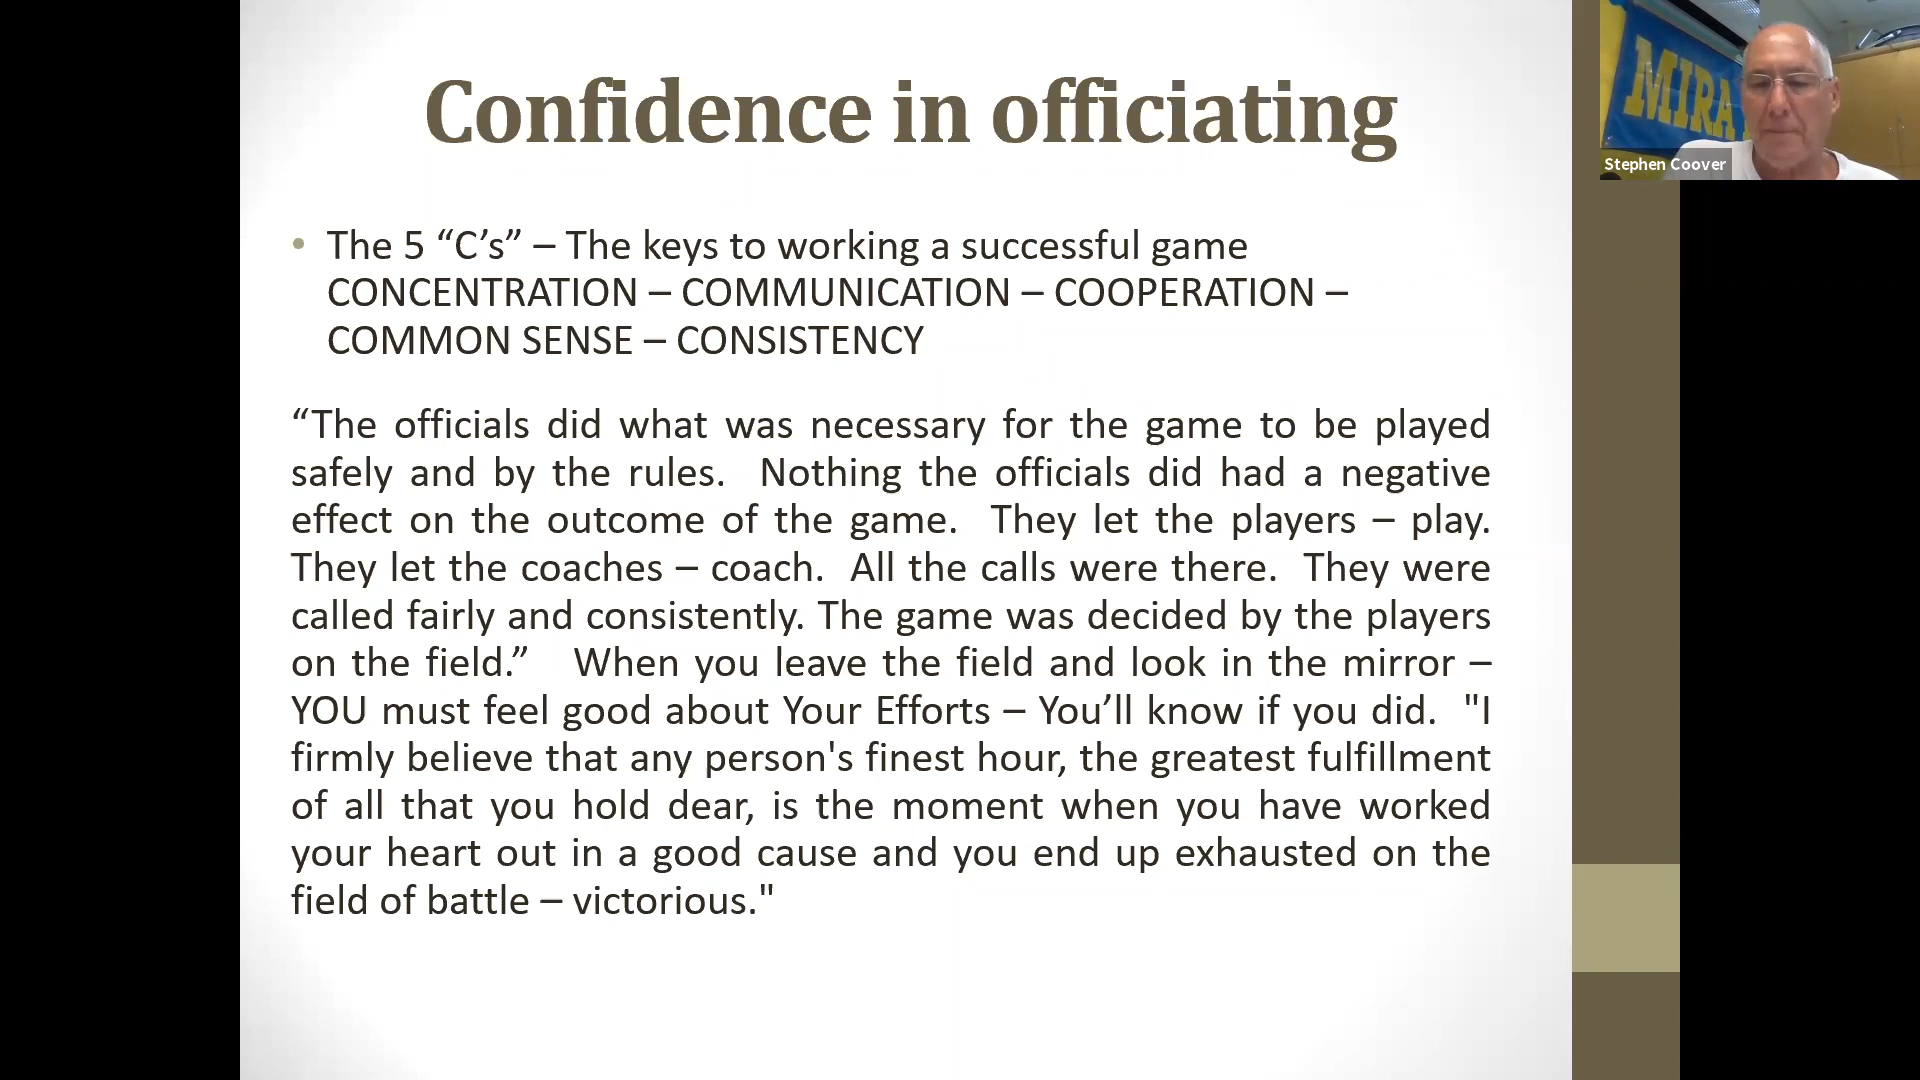 Confidence in officiating
• The 5 “C’s” – The keys to working a successful game
CONCENTRATION – COMMUNICATION – COOPERATION –
COMMON SENSE – CONSISTENCY
“The officials did what was necessary for the game to be played
safely and by the rules.  Nothing the officials did had a negative
effect on the outcome of the game.  They let the players – play.
They let the coaches – coach.  All the calls were there.  They were
called fairly and consistently. The game was decided by the players
on the field.”   When you leave the field and look in the mirror –
YOU must feel good about Your Efforts – You’ll know if you did.  "I
firmly believe that any person's finest hour, the greatest fulfillment
of all that you hold dear, is the moment when you have worked
your heart out in a good cause and you end up exhausted on the
field of battle – victorious."
MIRA
Stephen Coover